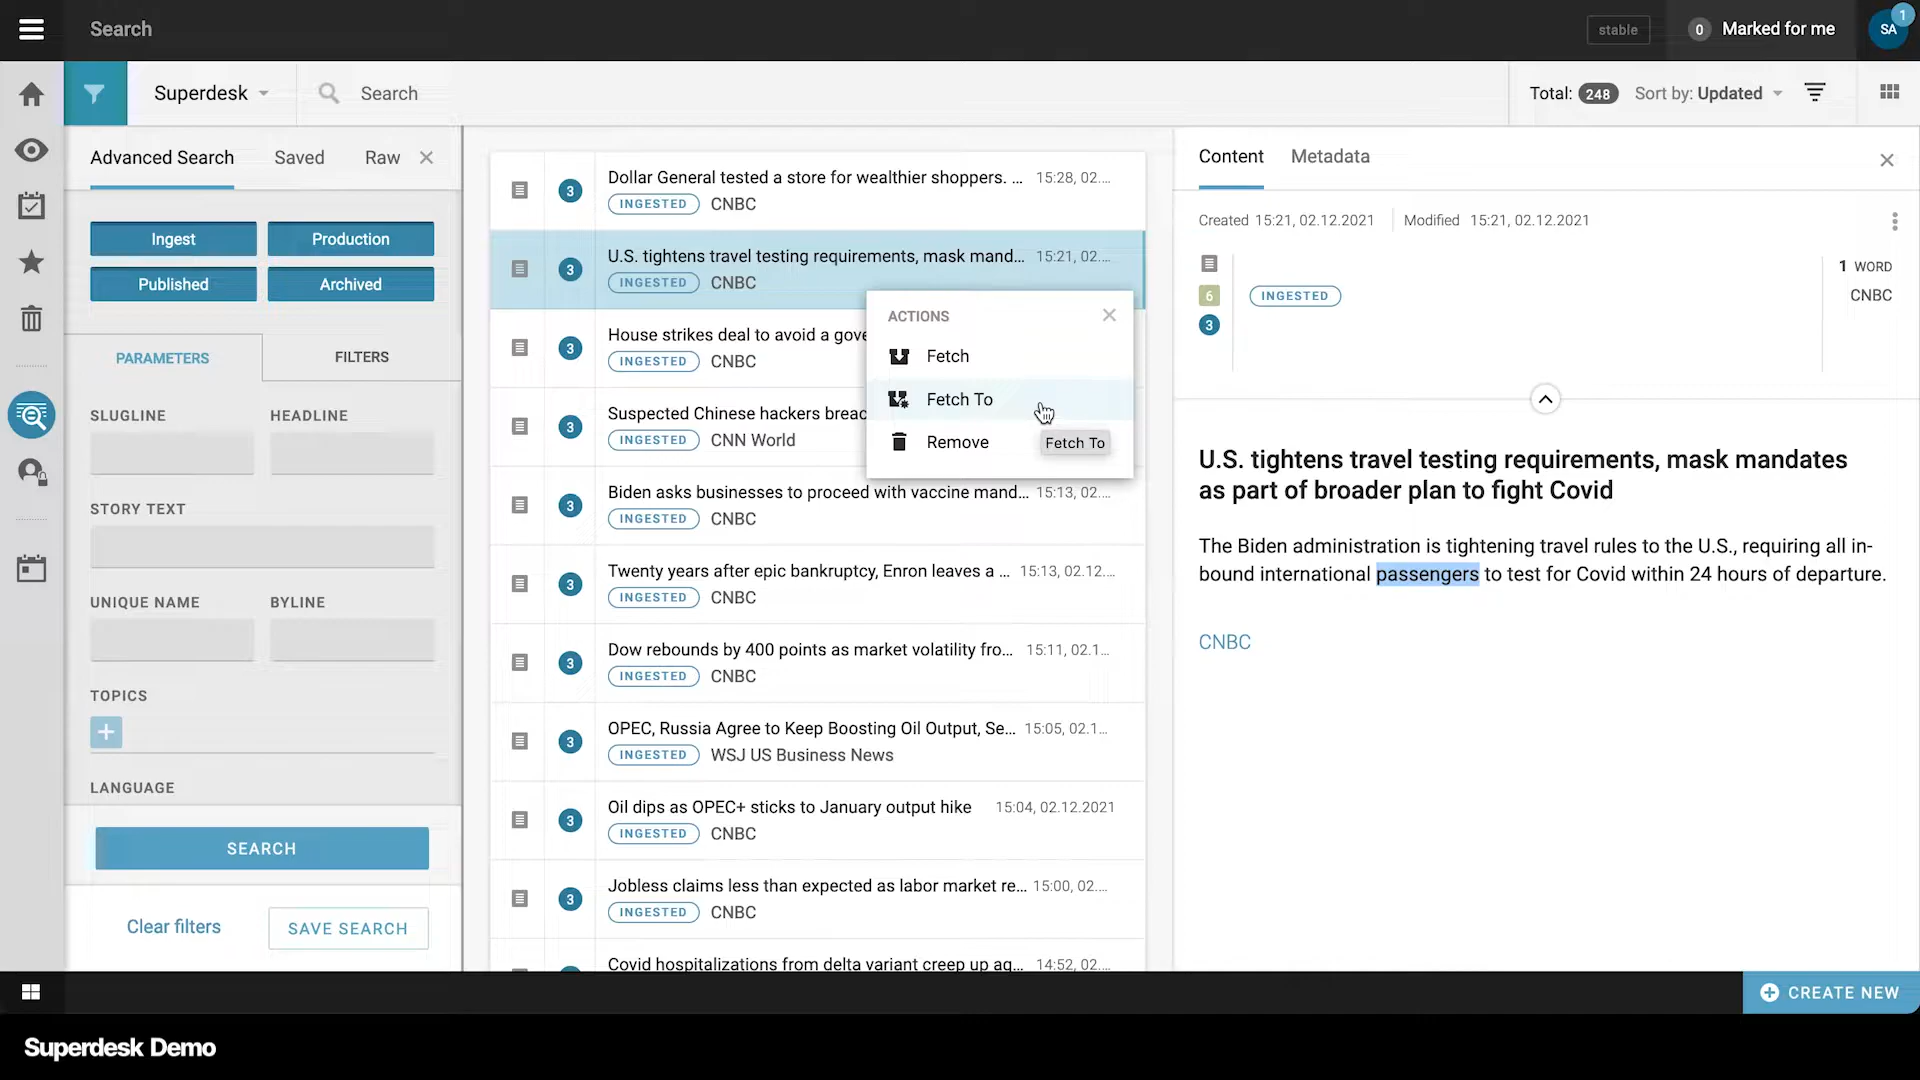 Search
stable
0 Marked for me
SA
1
Superdesk
Search
Total: 248
Sort by: Updated
Advanced Search
Saved
Raw
Ingest
Production
Published
Archived
PARAMETERS
FILTERS
SLUGLINE
HEADLINE
STORY TEXT
UNIQUE NAME
BYLINE
TOPICS
LANGUAGE
SEARCH
Clear filters
SAVE SEARCH
3
Dollar General tested a store for wealthier shoppers. ... 15:28, 02....
INGESTED CNBC
3
U.S. tightens travel testing requirements, mask mand... 15:21, 02....
INGESTED CNBC
3
House strikes deal to avoid a gove
INGESTED CNBC
3
Suspected Chinese hackers breac
INGESTED CNN World
3
Biden asks businesses to proceed with vaccine mand... 15:13, 02....
INGESTED CNBC
3
Twenty years after epic bankruptcy, Enron leaves a ... 15:13, 02.12....
INGESTED CNBC
3
Dow rebounds by 400 points as market volatility fro... 15:11, 02.1...
INGESTED CNBC
3
OPEC, Russia Agree to Keep Boosting Oil Output, Se... 15:05, 02.1...
INGESTED WSJ US Business News
3
Oil dips as OPEC+ sticks to January output hike 15:04, 02.12.2021
INGESTED CNBC
3
Jobless claims less than expected as labor market re... 15:00, 02....
INGESTED CNBC
Covid hospitalizations from delta variant creep up ag... 14:52, 02....
ACTIONS
Fetch
Fetch To
Remove
Fetch To
Content
Metadata
Created 15:21, 02.12.2021
Modified 15:21, 02.12.2021
6
3
INGESTED
1 WORD
CNBC
U.S. tightens travel testing requirements, mask mandates
as part of broader plan to fight Covid
The Biden administration is tightening travel rules to the U.S., requiring all in-
bound international passengers to test for Covid within 24 hours of departure.
CNBC
CREATE NEW
Superdesk Demo